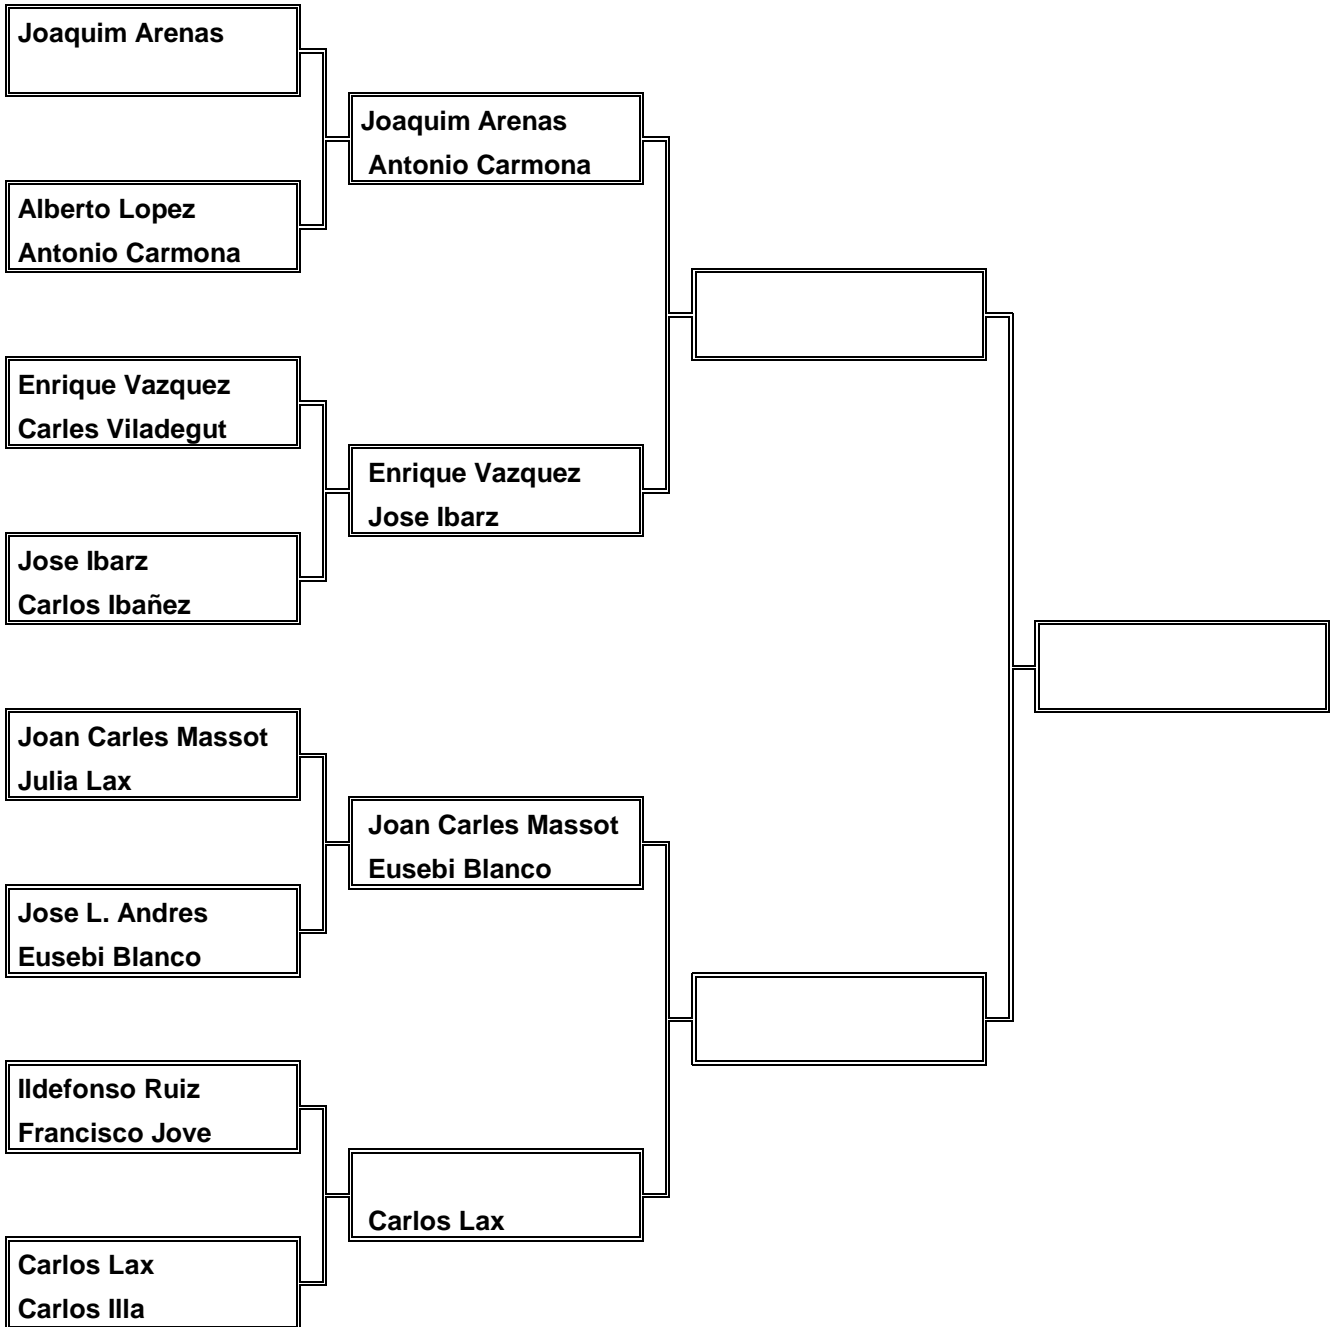 Joaquim Arenas
Alberto Lopez
Antonio Carmona
Enrique Vazquez
Carles Viladegut
Jose Ibarz
Carlos Ibañez
Joan Carles Massot
Julia Lax
Jose L. Andres
Eusebi Blanco
Ildefonso Ruiz
Francisco Jove
Carlos Lax
Carlos Illa
Joaquim Arenas
Antonio Carmona
Enrique Vazquez
Jose Ibarz
Joan Carles Massot
Eusebi Blanco
Carlos Lax